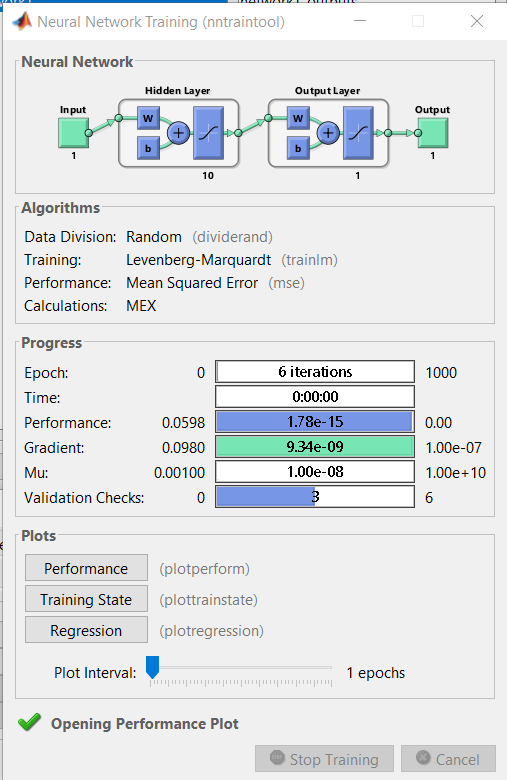 Neural Network Training (nntraintool)
Neural Network
Hidden Layer Output Layer
Input Output
W W
b b
1 1
10 1
Algorithms
Data Division: Random (dividerand)
Training: Levenberg-Marquardt (trainlm)
Performance: Mean Squared Error (mse)
Calculations: MEX
Progress
Epoch: 0 6 iterations 1000
Time: 0:00:00
Performance: 0.0598 1.78e-15 0.00
Gradient: 0.0980 9.34e-09 1.00e-07
Mu: 0.00100 1.00e-08 1.00e+10
Validation Checks: 0 3 6
Plots
Performance (plotperform)
Training State (plottrainstate)
Regression (plotregression)
Plot Interval: 1 epochs
Opening Performance Plot
Stop Training Cancel